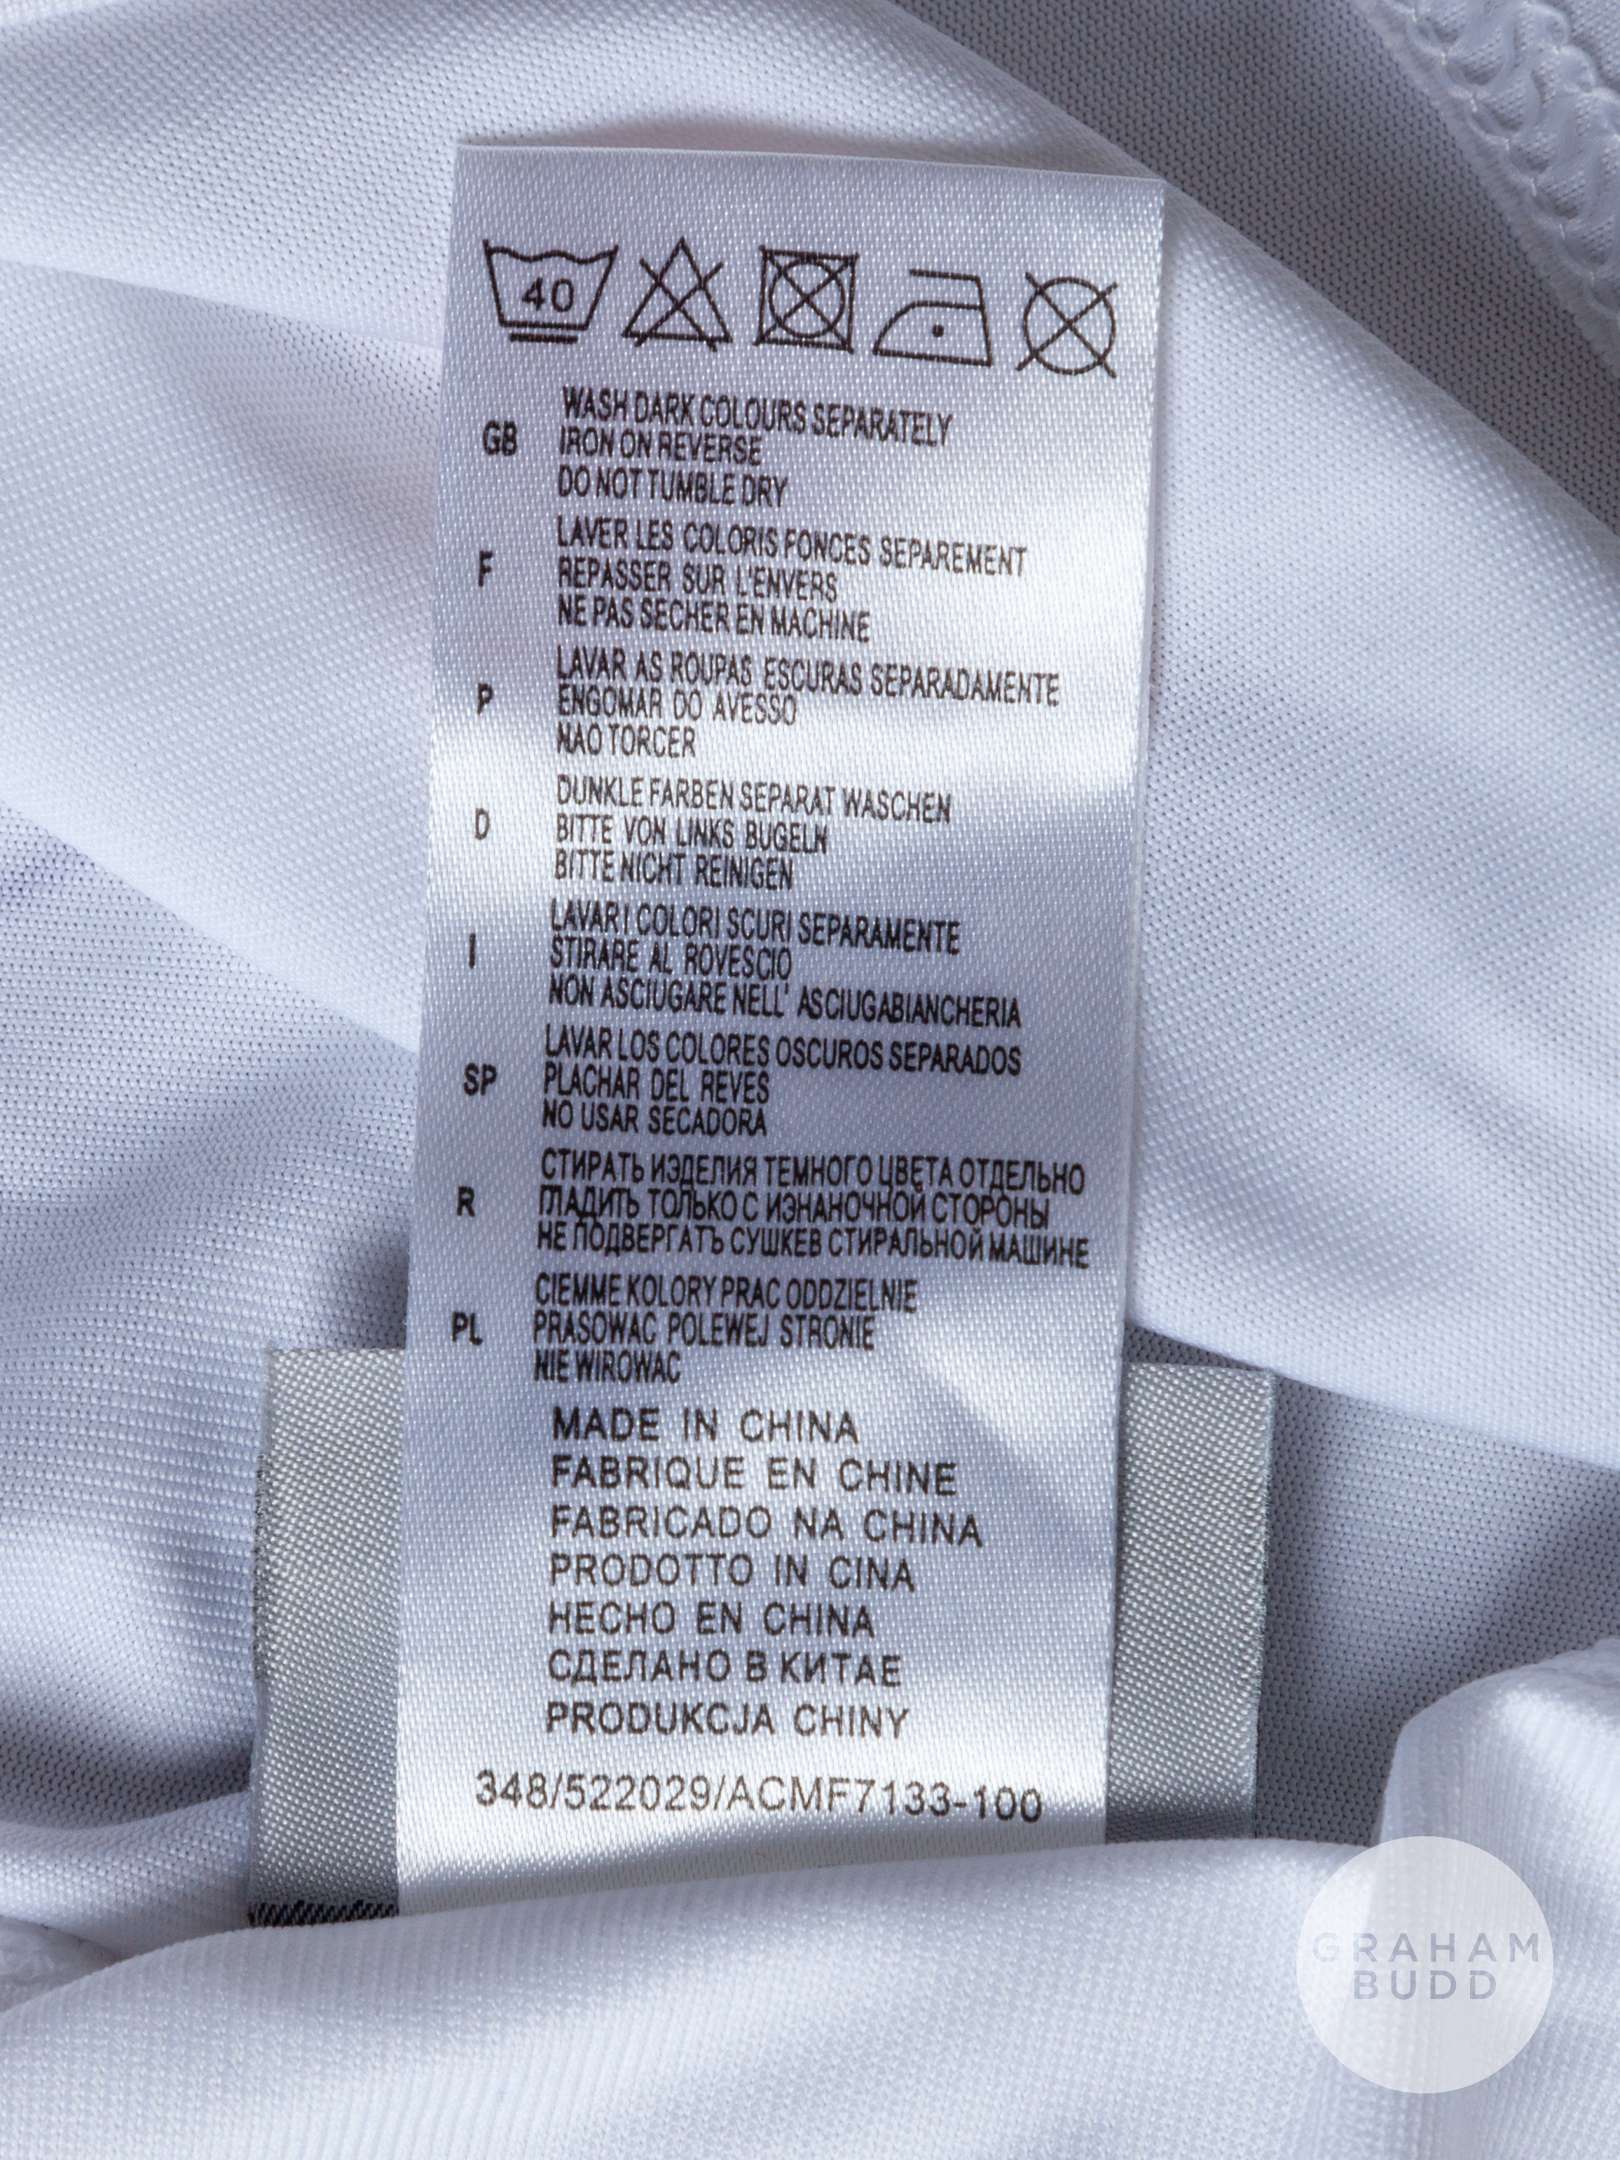 40
WASH DARK COLOURS SEPARATELY
GB IRON ON REVERSE
DO NOT TUMBLE DRY
LAVER LES COLORIS FONCES SEPAREMENT
F REPASSER SUR L'ENVERS
NE PAS SECHER EN MACHINE
LAVAR AS ROUPAS ESCURAS SEPARADAMENTE
P ENGOMAR DO AVESSO
NAO TORCER
DUNKLE FARBEN SEPARAT WASCHEN
D BITTE VON LINKS BUGELN
BITTE NICHT REINIGEN
LAVAR I COLORI SCURI SEPARAMENTE
I STIRARE AL ROVESCIO
NON ASCIUGARE NELL' ASCIUGABIANCHERIA
LAVAR LOS COLORES OSCUROS SEPARADOS
SP PLACHAR DEL REVES
NO USAR SECADORA
СТИРАТЬ ИЗДЕЛИЯ ТЕМНОГО ЦВЕТА ОТДЕЛЬНО
R ГЛАДИТЬ ТОЛЬКО С ИЭНАНОЧНОЙ СТОРОНЫ
НЕ ПОДВЕРГАТЬ СУШКЕВ СТИРАЛЬНОЙ МАШИНЕ
CIEMME KOLORY PRAC ODDZIELNIE
PL PRASOWAC POLEWEJ STRONIE
NIE WIROWAC
MADE IN CHINA
FABRIQUE EN CHINE
FABRICADO NA CHINA
PRODOTTO IN CINA
HECHO EN CHINA
СДЕЛАНО В КИТАЕ
PRODUKCJA CHINY
348/522029/ACMF7133-100
GRAHAM
BUDD